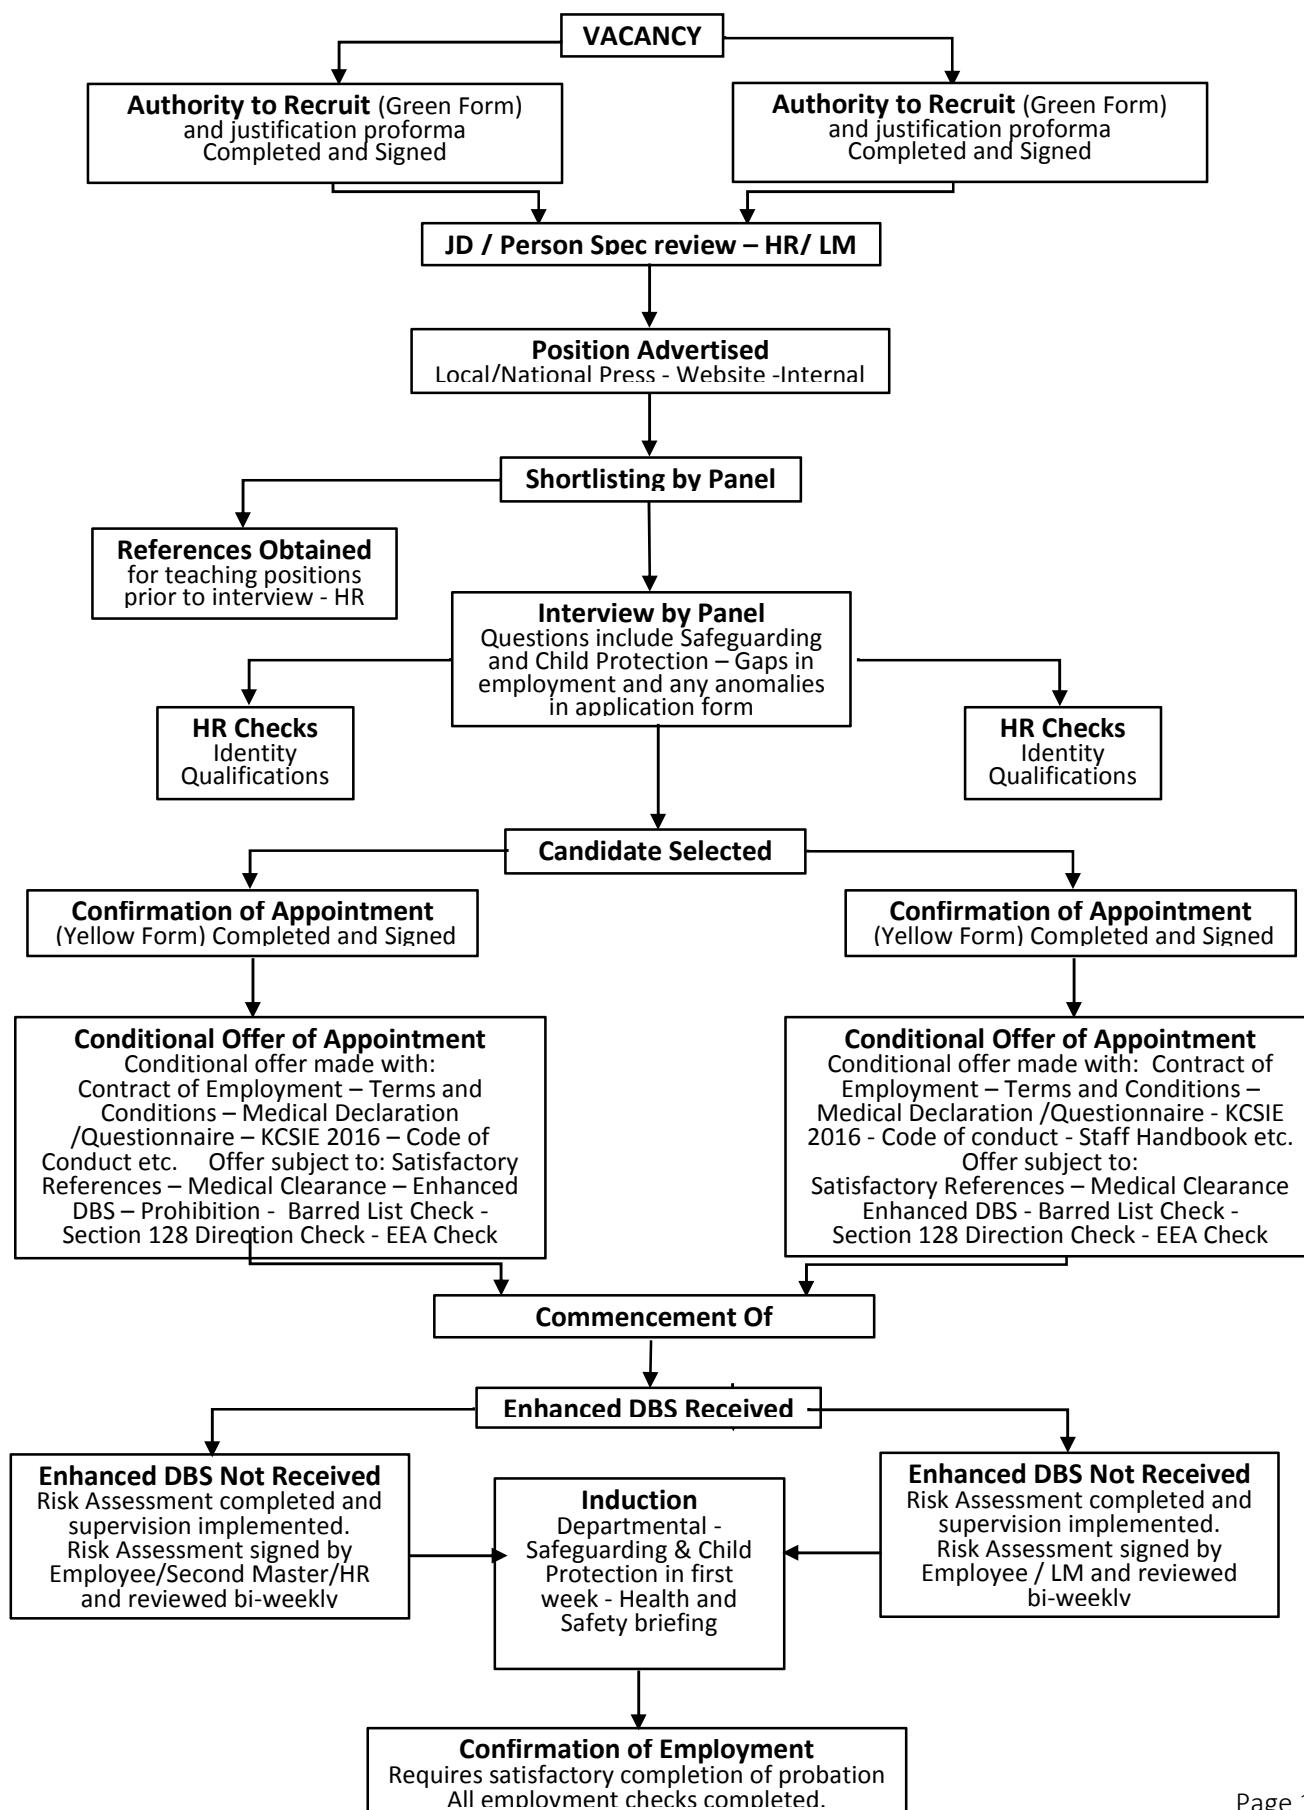 VACANCY
Authority to Recruit (Green Form)
and justification proforma
Completed and Signed
Authority to Recruit (Green Form)
and justification proforma
Completed and Signed
JD / Person Spec review – HR/ LM
Position Advertised
Local/National Press - Website -Internal
Shortlisting by Panel
References Obtained
for teaching positions
prior to interview - HR
Interview by Panel
Questions include Safeguarding
and Child Protection – Gaps in
employment and any anomalies
in application form
HR Checks
Identity
Qualifications
HR Checks
Identity
Qualifications
Candidate Selected
Confirmation of Appointment
(Yellow Form) Completed and Signed
Confirmation of Appointment
(Yellow Form) Completed and Signed
Conditional Offer of Appointment
Conditional offer made with:
Contract of Employment – Terms and
Conditions – Medical Declaration
/Questionnaire – KCSIE 2016 – Code of
Conduct etc. Offer subject to: Satisfactory
References – Medical Clearance – Enhanced
DBS – Prohibition - Barred List Check -
Section 128 Direction Check - EEA Check
Conditional Offer of Appointment
Conditional offer made with: Contract of
Employment – Terms and Conditions –
Medical Declaration /Questionnaire - KCSIE
2016 - Code of conduct - Staff Handbook etc.
Offer subject to:
Satisfactory References – Medical Clearance
Enhanced DBS - Barred List Check -
Section 128 Direction Check - EEA Check
Commencement Of
Enhanced DBS Received
Enhanced DBS Not Received
Risk Assessment completed and
supervision implemented.
Risk Assessment signed by
Employee/Second Master/HR
and reviewed bi-weekly
Induction
Departmental -
Safeguarding & Child
Protection in first
week - Health and
Safety briefing
Enhanced DBS Not Received
Risk Assessment completed and
supervision implemented.
Risk Assessment signed by
Employee / LM and reviewed
bi-weekly
Confirmation of Employment
Requires satisfactory completion of probation
All employment checks completed.
Page 1